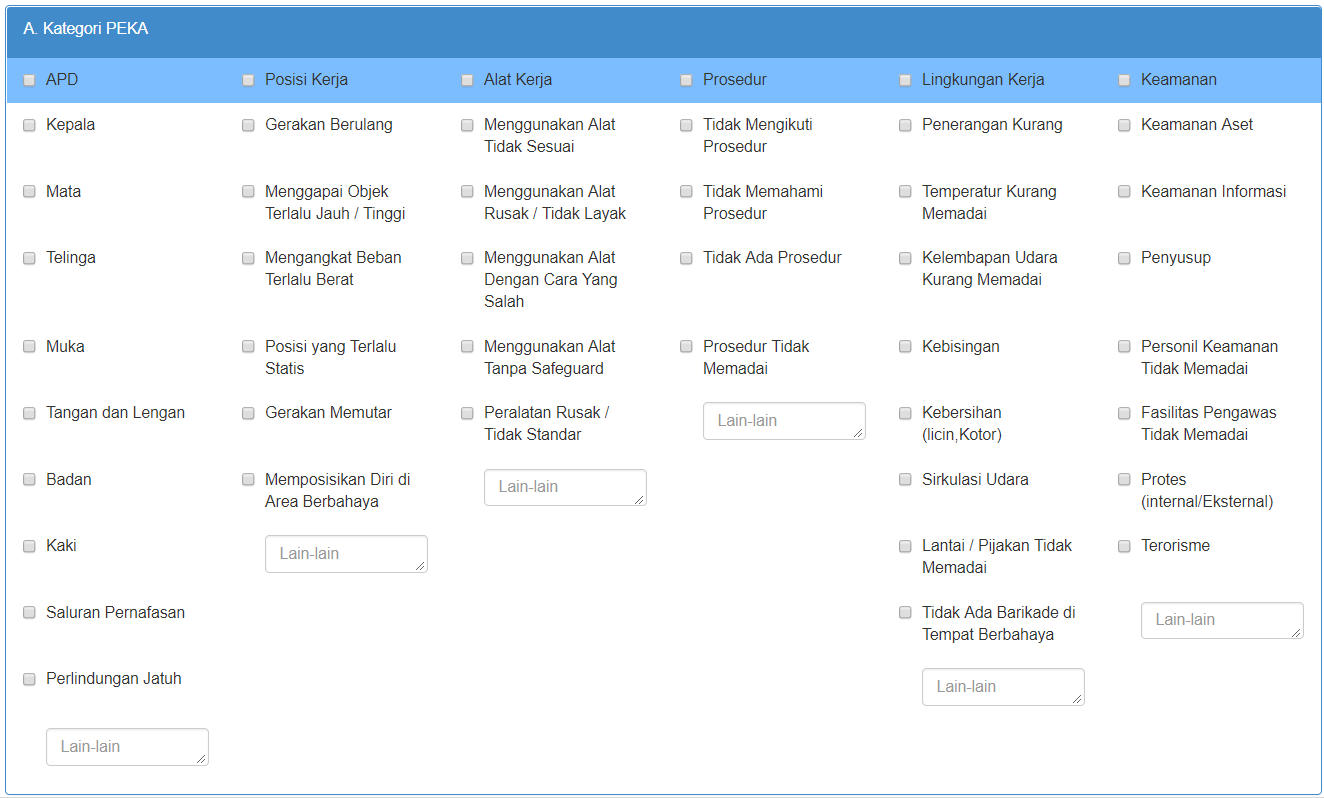 A. Kategori PEKA
APD
Posisi Kerja
Alat Kerja
Prosedur
Lingkungan Kerja
Keamanan
Kepala
Gerakan Berulang
Menggunakan Alat
Tidak Sesuai
Tidak Mengikuti
Prosedur
Penerangan Kurang
Keamanan Aset
Mata
Menggapai Objek
Terlalu Jauh / Tinggi
Menggunakan Alat
Rusak / Tidak Layak
Tidak Memahami
Prosedur
Temperatur Kurang
Memadai
Keamanan Informasi
Telinga
Mengangkat Beban
Terlalu Berat
Menggunakan Alat
Dengan Cara Yang
Salah
Tidak Ada Prosedur
Kelembapan Udara
Kurang Memadai
Penyusup
Muka
Posisi yang Terlalu
Statis
Menggunakan Alat
Tanpa Safeguard
Prosedur Tidak
Memadai
Kebisingan
Personil Keamanan
Tidak Memadai
Tangan dan Lengan
Gerakan Memutar
Peralatan Rusak /
Tidak Standar
Lain-lain
Kebersihan
(licin,Kotor)
Fasilitas Pengawas
Tidak Memadai
Badan
Memposisikan Diri di
Area Berbahaya
Lain-lain
Sirkulasi Udara
Protes
(internal/Eksternal)
Kaki
Lain-lain
Lantai / Pijakan Tidak
Memadai
Terorisme
Saluran Pernafasan
Tidak Ada Barikade di
Tempat Berbahaya
Lain-lain
Perlindungan Jatuh
Lain-lain
Lain-lain